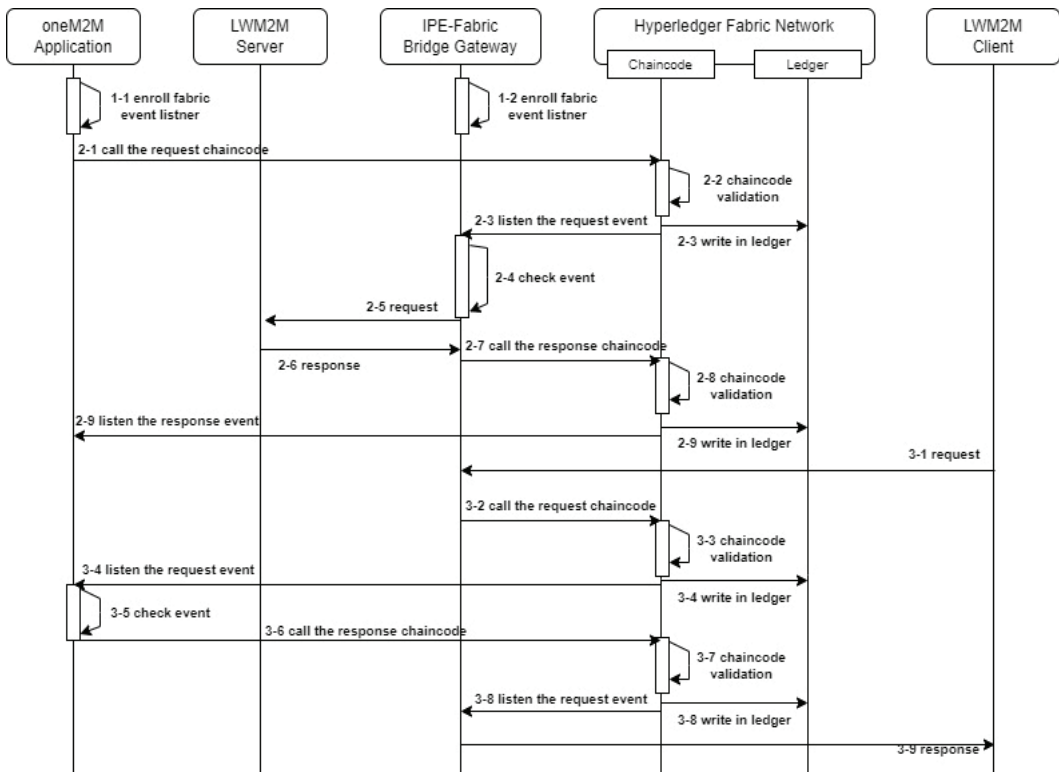 oneM2M
Application
LWM2M
Server
IPE-Fabric
Bridge Gateway
Hyperledger Fabric Network
Chaincode
Ledger
LWM2M
Client
1-1 enroll fabric
event listner
1-2 enroll fabric
event listner
2-1 call the request chaincode
2-2 chaincode
validation
2-3 listen the request event
2-3 write in ledger
2-4 check event
2-5 request
2-6 response
2-7 call the response chaincode
2-8 chaincode
validation
2-9 listen the response event
2-9 write in ledger
3-1 request
3-2 call the request chaincode
3-3 chaincode
validation
3-4 listen the request event
3-4 write in ledger
3-5 check event
3-6 call the response chaincode
3-7 chaincode
validation
3-8 listen the request event
3-8 write in ledger
3-9 response